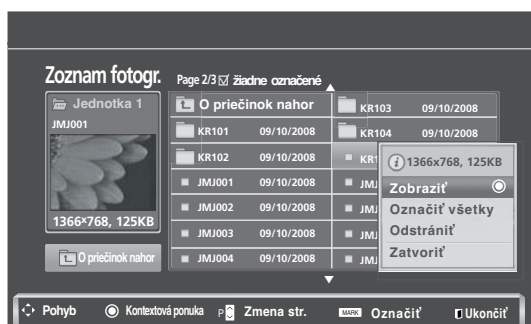 Zoznam fotogr.
Page 2/3 žiadne označené
Jednotka 1
JMJ001
1366x768, 125KB
O priečinok nahor
O priečinok nahor
KR101 09/10/2008
KR102 09/10/2008
JMJ001 09/10/2008
JMJ002 09/10/2008
JMJ003 09/10/2008
JMJ004 09/10/2008
KR103 09/10/2008
KR104 09/10/2008
1366x768, 125KB
Zobraziť
Označiť všetky
Odstrániť
Zatvoriť
Pohyb Kontextová ponuka P Zmena str. MARK Označiť Ukončiť